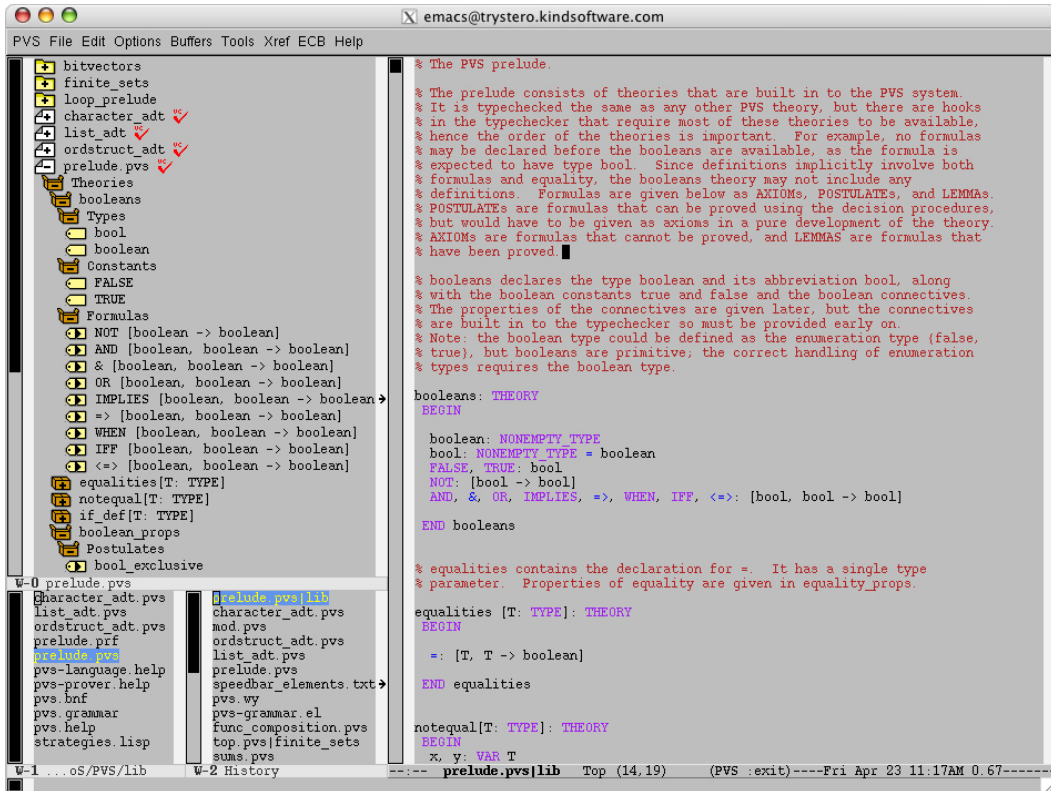 emacs@trystero.kindsoftware.com
PVS File Edit Options Buffers Tools Xref ECB Help
bitvectors
finite_sets
loop_prelude
character_adt
list_adt
ordstruct_adt
prelude.pvs
Theories
booleans
Types
bool
boolean
Constants
FALSE
TRUE
Formulas
NOT [boolean -> boolean]
AND [boolean, boolean -> boolean]
& [boolean, boolean -> boolean]
OR [boolean, boolean -> boolean]
IMPLIES [boolean, boolean -> boolean
=> [boolean, boolean -> boolean]
WHEN [boolean, boolean -> boolean]
IFF [boolean, boolean -> boolean]
<=> [boolean, boolean -> boolean]
equalities[T: TYPE]
notequal[T: TYPE]
if_def[T: TYPE]
boolean_props
Postulates
bool_exclusive
W-0 prelude.pvs
character_adt.pvs
list_adt.pvs
ordstruct_adt.pvs
prelude.prf
prelude.pvs
pvs-language.help
pvs-prover.help
pvs.bnf
pvs.grammar
pvs.help
strategies.lisp
W-1 ...oS/PVS/lib
prelude.pvs|lib
character_adt.pvs
mod.pvs
ordstruct_adt.pvs
list_adt.pvs
prelude.pvs
speedbar_elements.txt
pvs.wy
pvs-grammar.el
func_composition.pvs
top.pvs|finite_sets
sums.pvs
W-2 History
% The PVS prelude.
% The prelude consists of theories that are built in to the PVS system.
% It is typechecked the same as any other PVS theory, but there are hooks
% in the typechecker that require most of these theories to be available,
% hence the order of the theories is important.  For example, no formulas
% may be declared before the booleans are available, as the formula is
% expected to have type bool.  Since definitions implicitly involve both
% formulas and equality, the booleans theory may not include any
% definitions.  Formulas are given below as AXIOMs, POSTULATEs, and LEMMAs.
% POSTULATEs are formulas that can be proved using the decision procedures,
% but would have to be given as axioms in a pure development of the theory.
% AXIOMs are formulas that cannot be proved, and LEMMAS are formulas that
% have been proved.
% booleans declares the type boolean and its abbreviation bool, along
% with the boolean constants true and false and the boolean connectives.
% The properties of the connectives are given later, but the connectives
% are built in to the typechecker so must be provided early on.
% Note: the boolean type could be defined as the enumeration type {false,
% true}, but booleans are primitive; the correct handling of enumeration
% types requires the boolean type.
booleans: THEORY
BEGIN
boolean: NONEMPTY_TYPE
bool: NONEMPTY_TYPE = boolean
FALSE, TRUE: bool
NOT: [bool -> bool]
AND, &, OR, IMPLIES, =>, WHEN, IFF, <=>: [bool, bool -> bool]
END booleans
% equalities contains the declaration for =.  It has a single type
% parameter.  Properties of equality are given in equality_props.
equalities [T: TYPE]: THEORY
BEGIN
=: [T, T -> boolean]
END equalities
notequal[T: TYPE]: THEORY
BEGIN
x, y: VAR T
--:-- prelude.pvs|lib Top (14,19) (PVS :exit)----Fri Apr 23 11:17AM 0.67------